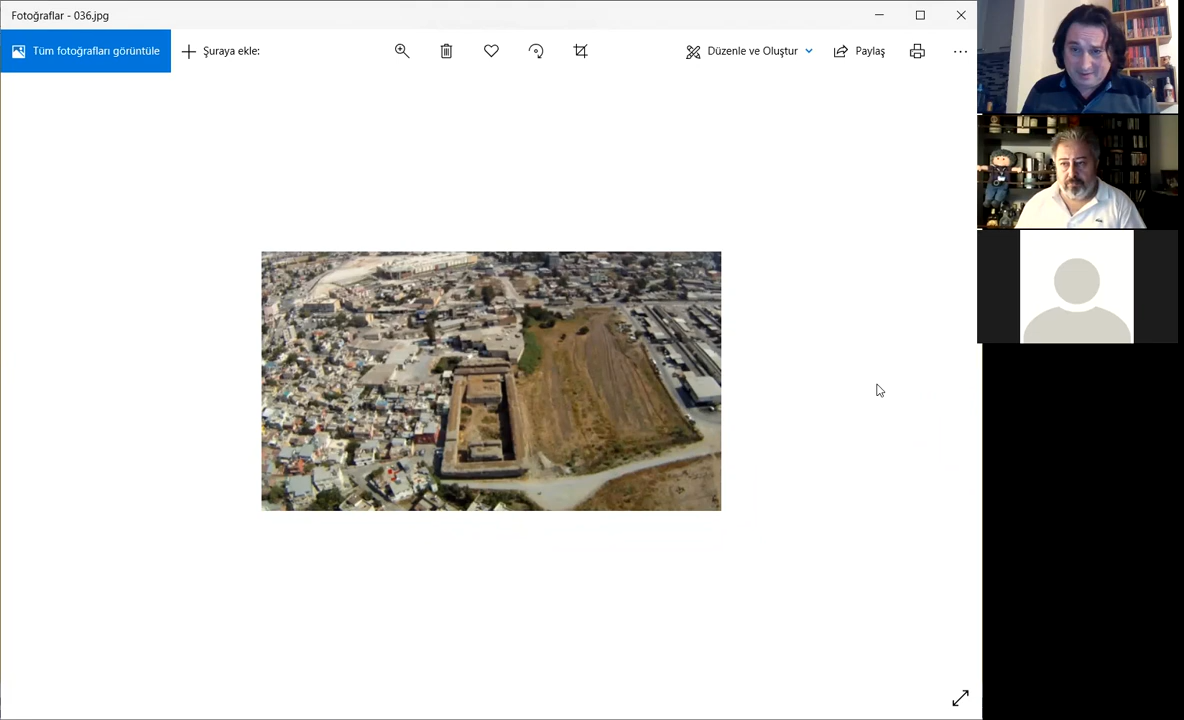 Fotoğraflar - 036.jpg
Tüm fotoğrafları görüntüle
Şuraya ekle:
Düzenle ve Oluştur
Paylaş